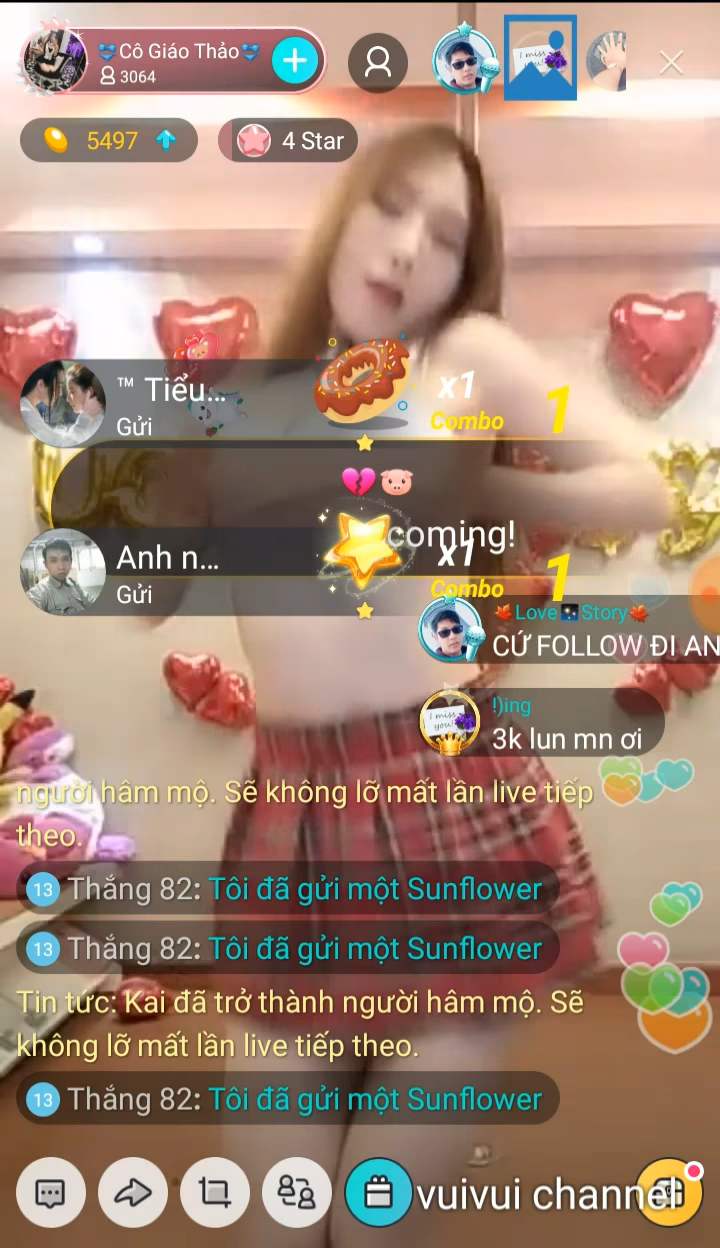 💙Cô Giáo Thảo💙
3064
I miss you!
5497
4 Star
™ Tiểu...
Gửi
x1
Combo
1
coming!
Anh n...
Gửi
x1
Combo
1
🍁Love🌃Story🍁
CỨ FOLLOW ĐI AN
I miss you!
!)ing
3k lun mn ơi
người hâm mộ. Sẽ không lỡ mất lần live tiếp
theo.
13 Thắng 82: Tôi đã gửi một Sunflower
13 Thắng 82: Tôi đã gửi một Sunflower
Tin tức: Kai đã trở thành người hâm mộ. Sẽ
không lỡ mất lần live tiếp theo.
13 Thắng 82: Tôi đã gửi một Sunflower
vuivui channel